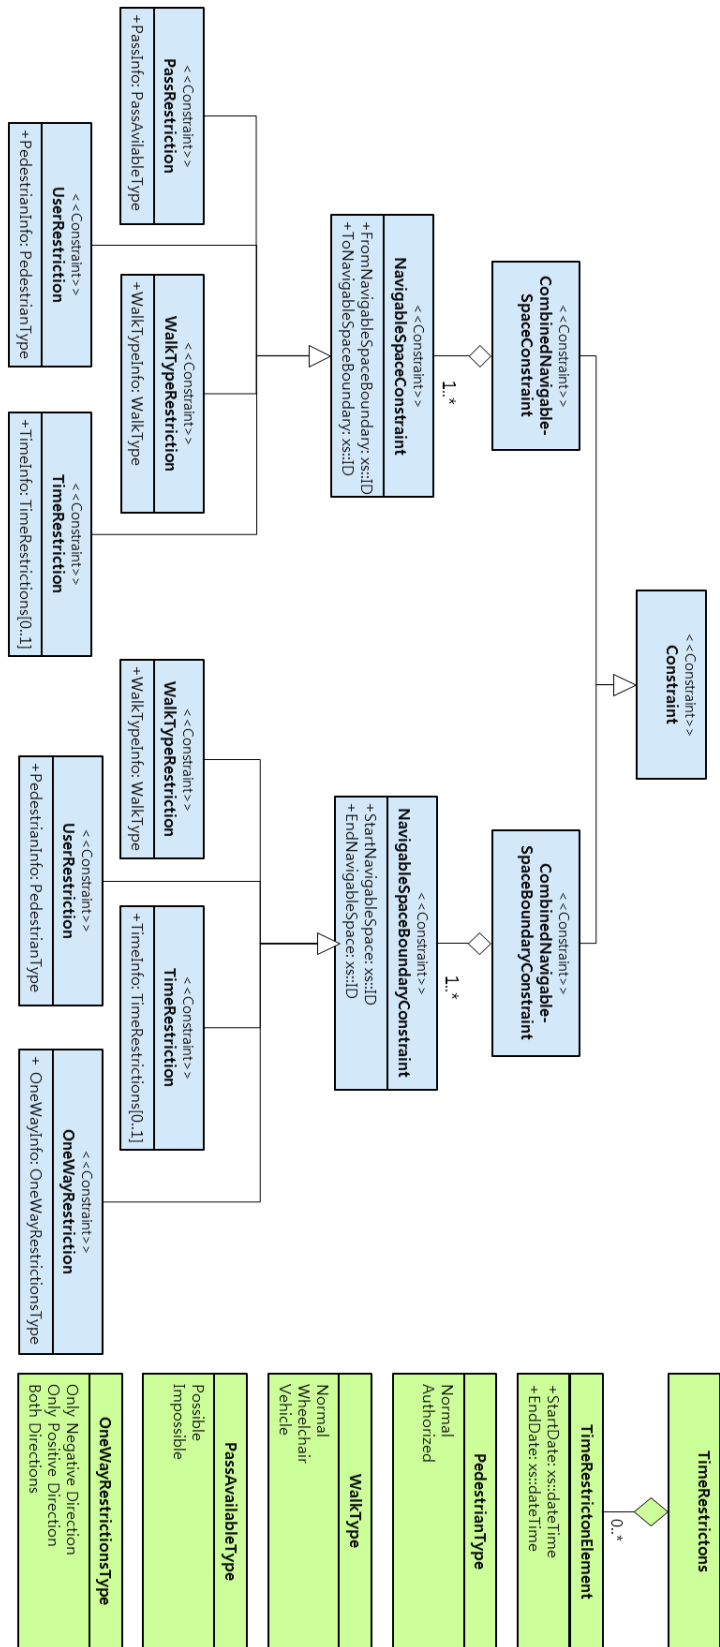 <<Constraint>>
Constraint
<<Constraint>>
CombinedNavigable-
SpaceConstraint
<<Constraint>>
CombinedNavigable-
SpaceBoundaryConstraint
1..*
1..*
<<Constraint>>
NavigableSpaceConstraint
+FromNavigableSpaceBoundary: xs::ID
+ToNavigableSpaceBoundary: xs::ID
<<Constraint>>
NavigableSpaceBoundaryConstraint
+StartNavigableSpace: xs::ID
+EndNavigableSpace: xs::ID
<<Constraint>>
PassRestriction
+PassInfo: PassAvilableType
<<Constraint>>
WalkTypeRestriction
+WalkTypeInfo: WalkType
<<Constraint>>
UserRestriction
+PedestrianInfo: PedestrianType
<<Constraint>>
TimeRestriction
+TimeInfo: TimeRestrictions[0..1]
<<Constraint>>
WalkTypeRestriction
+WalkTypeInfo: WalkType
<<Constraint>>
TimeRestriction
+TimeInfo: TimeRestrictions[0..1]
<<Constraint>>
UserRestriction
+PedestrianInfo: PedestrianType
<<Constraint>>
OneWayRestriction
+ OneWayInfo: OneWayRestrictionsType
TimeRestrictons
0..*
TimeRestrictonElement
+StartDate: xs::dateTime
+EndDate: xs::dateTime
PedestrianType
Normal
Authorized
WalkType
Normal
Wheelchair
Vehicle
PassAvailableType
Possible
Impossible
OneWayRestrictionsType
Only Negative Direction
Only Positive Direction
Both Directions